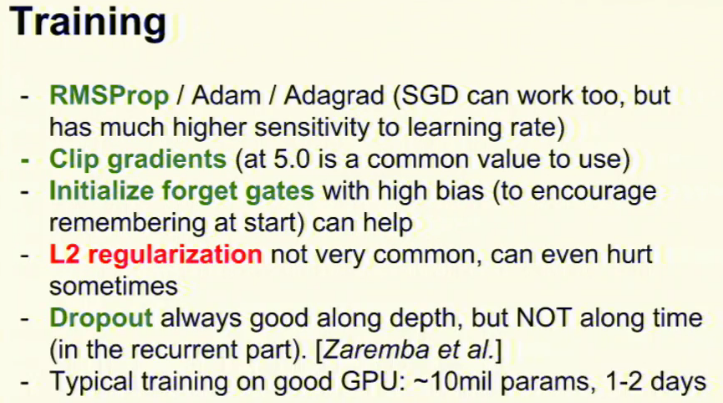 Training
- RMSProp / Adam / Adagrad (SGD can work too, but
has much higher sensitivity to learning rate)
- Clip gradients (at 5.0 is a common value to use)
- Initialize forget gates with high bias (to encourage
remembering at start) can help
- L2 regularization not very common, can even hurt
sometimes
- Dropout always good along depth, but NOT along time
(in the recurrent part). [Zaremba et al.]
- Typical training on good GPU: ~10mil params, 1-2 days